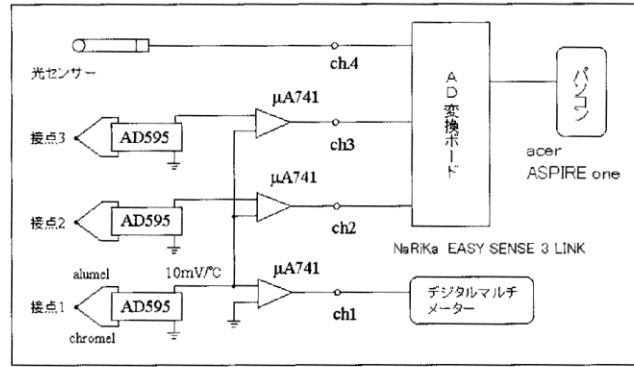 光センサー
ch.4
μA741
接点3
AD595
ch3
μA741
接点2
AD595
ch2
alumel
10mV/℃
μA741
接点1
AD595
ch1
chromel
AD変換ボード
パソコン
acer
ASPIRE one
NaRiKa EASY SENSE 3 LINK
デジタルマルチ
メーター